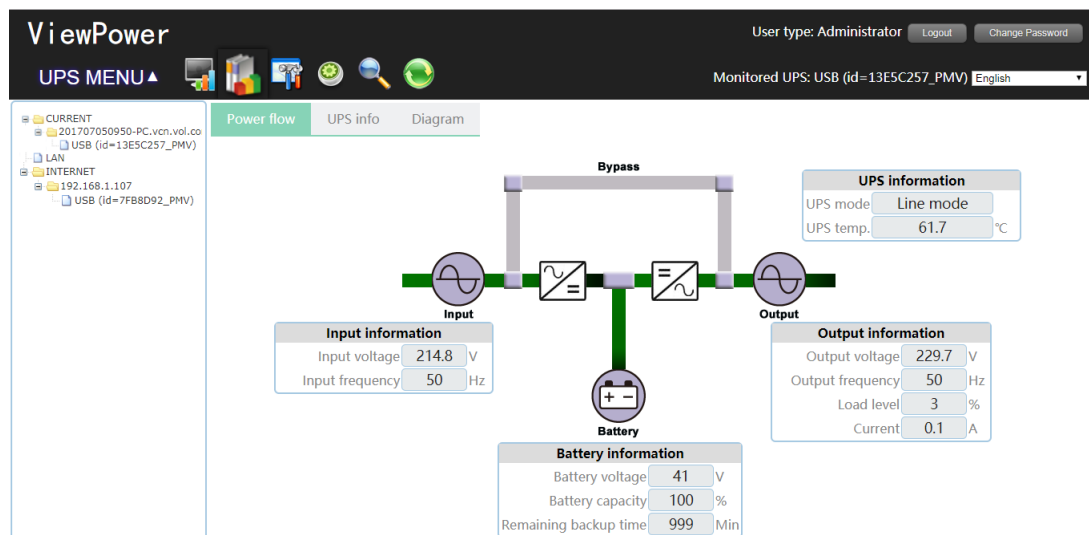 ViewPower
User type: Administrator Logout Change Password
UPS MENU▲
Monitored UPS: USB (id=13E5C257_PMV) English
CURRENT
201707050950-PC.vcn.vol.co
USB (id=13E5C257_PMV)
LAN
INTERNET
192.168.1.107
USB (id=7FB8D92_PMV)
Power flow UPS info Diagram
Bypass
UPS information
UPS mode Line mode
UPS temp. 61.7 ℃
Input
Output
Input information
Input voltage 214.8 V
Input frequency 50 Hz
Output information
Output voltage 229.7 V
Output frequency 50 Hz
Load level 3 %
Current 0.1 A
Battery
Battery information
Battery voltage 41 V
Battery capacity 100 %
Remaining backup time 999 Min